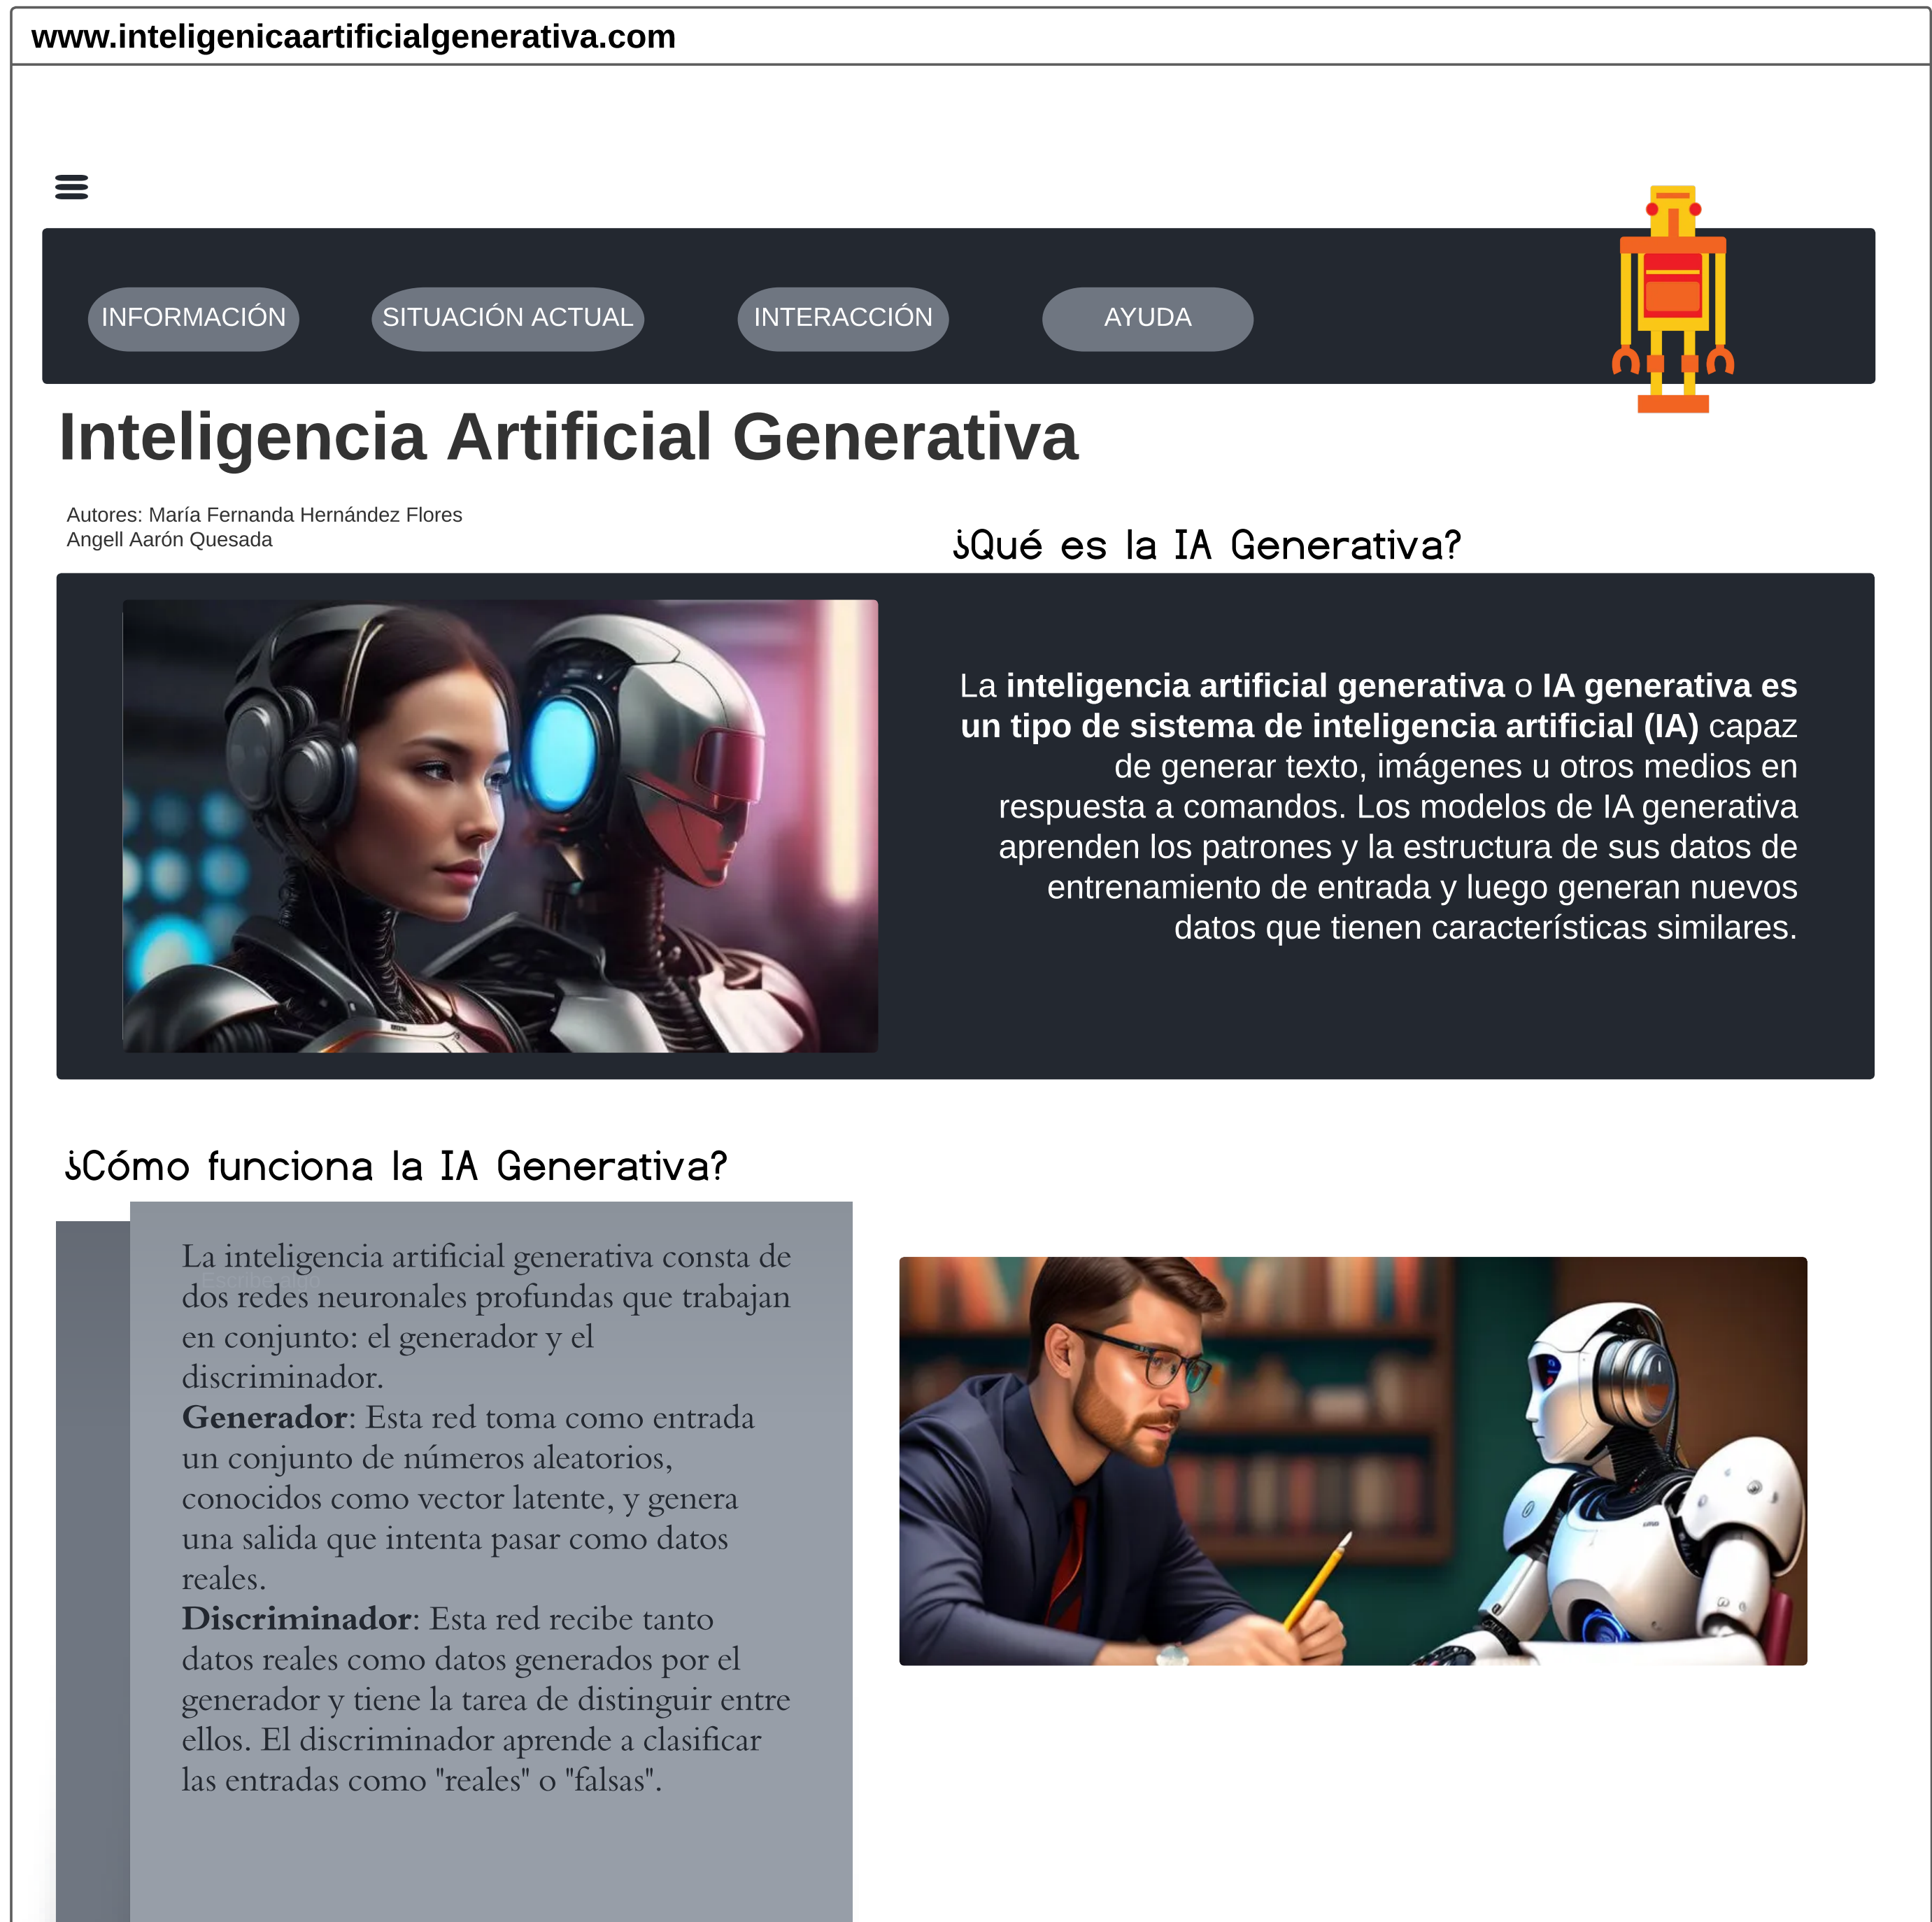 www.inteligenicaartificialgenerativa.com
INFORMACIÓN
SITUACIÓN ACTUAL
INTERACCIÓN
AYUDA
Inteligencia Artificial Generativa
Autores: María Fernanda Hernández Flores
Angell Aarón Quesada
¿Qué es la IA Generativa?
La inteligencia artificial generativa o IA generativa es
un tipo de sistema de inteligencia artificial (IA) capaz
de generar texto, imágenes u otros medios en
respuesta a comandos. Los modelos de IA generativa
aprenden los patrones y la estructura de sus datos de
entrenamiento de entrada y luego generan nuevos
datos que tienen características similares.
¿Cómo funciona la IA Generativa?
La inteligencia artificial generativa consta de
Escribe algo
dos redes neuronales profundas que trabajan
en conjunto: el generador y el
discriminador.
Generador: Esta red toma como entrada
un conjunto de números aleatorios,
conocidos como vector latente, y genera
una salida que intenta pasar como datos
reales.
Discriminador: Esta red recibe tanto
datos reales como datos generados por el
generador y tiene la tarea de distinguir entre
ellos. El discriminador aprende a clasificar
las entradas como "reales" o "falsas".